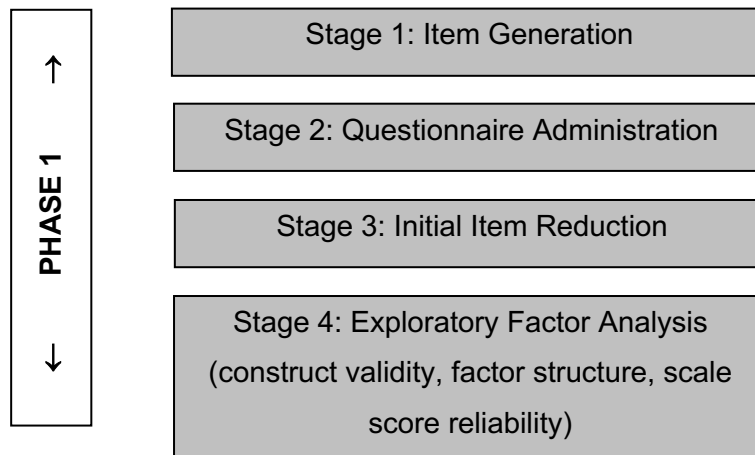 PHASE 1
Stage 1: Item Generation
Stage 2: Questionnaire Administration
Stage 3: Initial Item Reduction
Stage 4: Exploratory Factor Analysis
(construct validity, factor structure, scale
score reliability)